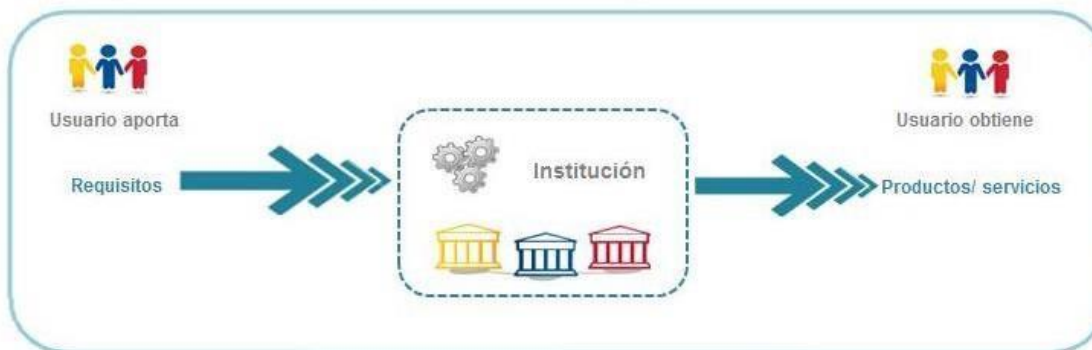 Usuario aporta
Requisitos
Institución
Usuario obtiene
Productos/ servicios